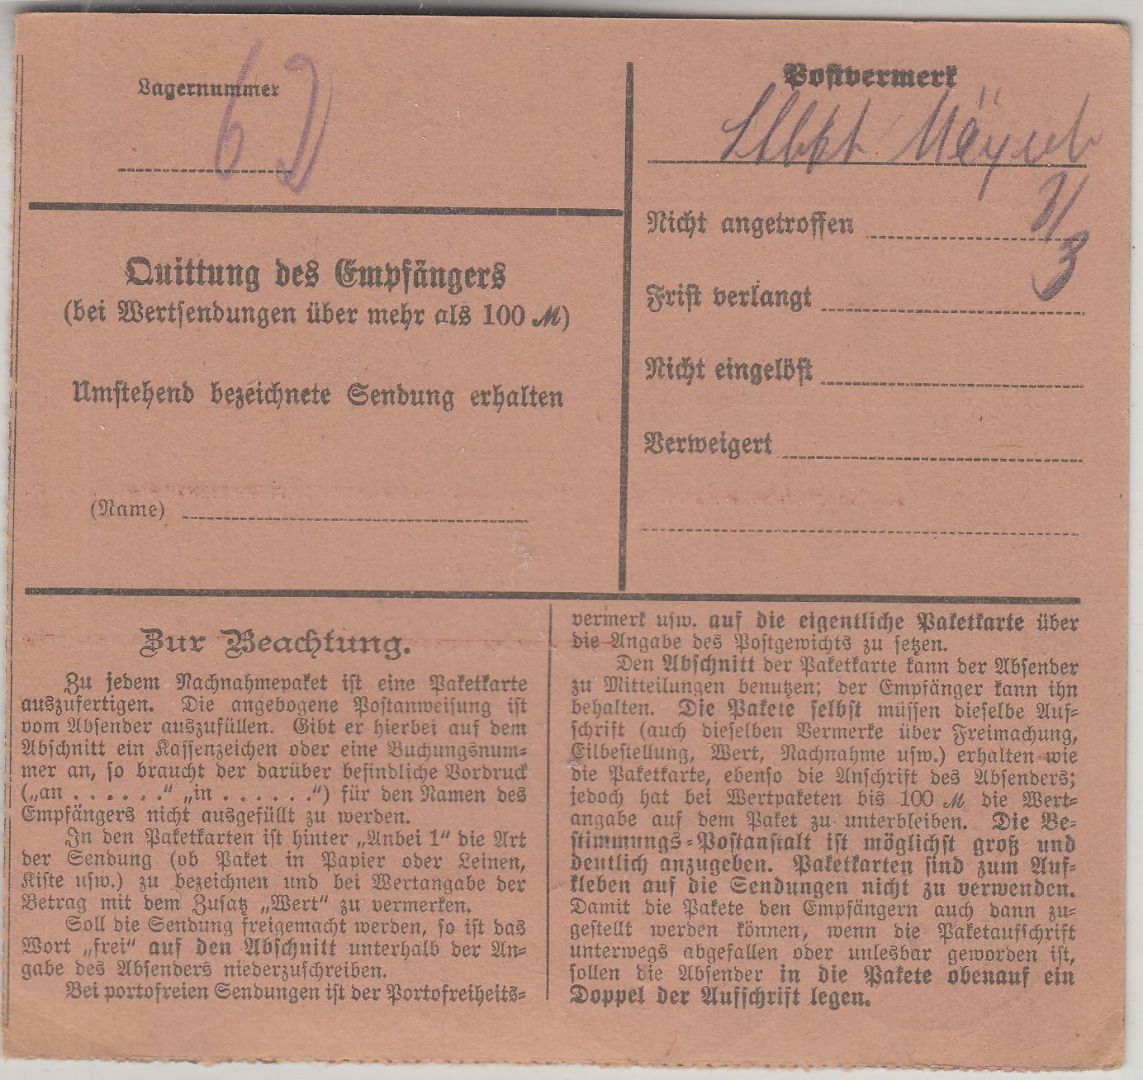 Lagernummer
6 D
Quittung des Empfängers
(bei Wertsendungen über mehr als 100 ℳ)
Umstehend bezeichnete Sendung erhalten
(Name)
Postvermerk
Nicht angetroffen
3
Frist verlangt
Nicht eingelöst
Verweigert
Zur Beachtung.
Zu jedem Nachnahmepaket ist eine Paketkarte
auszufertigen. Die angebogene Postanweisung ist
vom Absender auszufüllen. Gibt er hierbei auf dem
Abschnitt ein Kassenzeichen oder eine Buchungsnum-
mer an, so braucht der darüber befindliche Vordruck
(„an . . . . . .“ „in . . . . . .“) für den Namen des
Empfängers nicht ausgefüllt zu werden.
In den Paketkarten ist hinter „Anbei 1“ die Art
der Sendung (ob Paket in Papier oder Leinen,
Kiste usw.) zu bezeichnen und bei Wertangabe der
Betrag mit dem Zusatz „Wert“ zu vermerken.
Soll die Sendung freigemacht werden, so ist das
Wort „frei“ auf den Abschnitt unterhalb der An-
gabe des Absenders niederzuschreiben.
Bei portofreien Sendungen ist der Portofreiheits-
vermerk usw. auf die eigentliche Paketkarte über
die Angabe des Postgewichts zu setzen.
Den Abschnitt der Paketkarte kann der Absender
zu Mitteilungen benutzen; der Empfänger kann ihn
behalten. Die Pakete selbst müssen dieselbe Auf-
schrift (auch dieselben Vermerke über Freimachung,
Eilbestellung, Wert, Nachnahme usw.) erhalten wie
die Paketkarte, ebenso die Anschrift des Absenders;
jedoch hat bei Wertpaketen bis 100 ℳ die Wert-
angabe auf dem Paket zu unterbleiben. Die Be-
stimmungs-Postanstalt ist möglichst groß und
deutlich anzugeben. Paketkarten sind zum Auf-
kleben auf die Sendungen nicht zu verwenden.
Damit die Pakete den Empfängern auch dann zu-
gestellt werden können, wenn die Paketaufschrift
unterwegs abgefallen oder unlesbar geworden ist,
sollen die Absender in die Pakete obenauf ein
Doppel der Aufschrift legen.